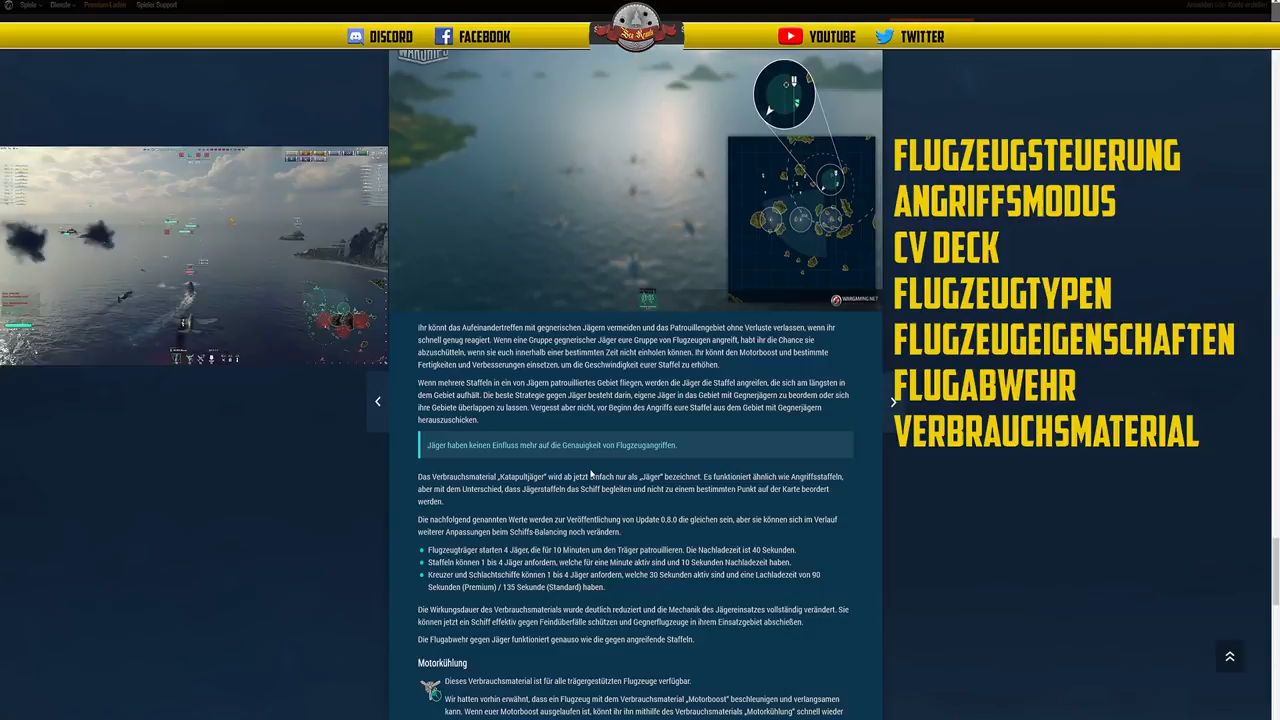 Spiele
Dienste
Premium-Laden
Spieler Support
Anmelden oder Konto erstellen
DISCORD
FACEBOOK
YOUTUBE
TWITTER
WARSHIPS
WARGAMING.NET
FLUGZEUGSTEUERUNG
ANGRIFFSMODUS
CV DECK
FLUGZEUGTYPEN
FLUGZEUGEIGENSCHAFTEN
FLUGABWEHR
VERBRAUCHSMATERIAL
Ihr könnt das Aufeinandertreffen mit gegnerischen Jägern vermeiden und das Patrouillengebiet ohne Verluste verlassen, wenn ihr
schnell genug reagiert. Wenn eine Gruppe gegnerischer Jäger eure Gruppe von Flugzeugen angreift, habt ihr die Chance sie
abzuschütteln, wenn sie euch innerhalb einer bestimmten Zeit nicht einholen können. Ihr könnt den Motorboost und bestimmte
Fertigkeiten und Verbesserungen einsetzen, um die Geschwindigkeit eurer Staffel zu erhöhen.
Wenn mehrere Staffeln in ein von Jägern patrouilliertes Gebiet fliegen, werden die Jäger die Staffel angreifen, die sich am längsten in
dem Gebiet aufhält. Die beste Strategie gegen Jäger besteht darin, eigene Jäger in das Gebiet mit Gegnerjägern zu beordern oder sich
ihre Gebiete überlappen zu lassen. Vergesst aber nicht, vor Beginn des Angriffs eure Staffel aus dem Gebiet mit Gegnerjägern
herauszuschicken.
Jäger haben keinen Einfluss mehr auf die Genauigkeit von Flugzeugangriffen.
Das Verbrauchsmaterial „Katapultjäger" wird ab jetzt einfach nur als „Jäger" bezeichnet. Es funktioniert ähnlich wie Angriffsstaffeln,
aber mit dem Unterschied, dass Jägerstaffeln das Schiff begleiten und nicht zu einem bestimmten Punkt auf der Karte beordert
werden.
Die nachfolgend genannten Werte werden zur Veröffentlichung von Update 0.8.0 die gleichen sein, aber sie können sich im Verlauf
weiterer Anpassungen beim Schiffs-Balancing noch verändern.
Flugzeugträger starten 4 Jäger, die für 10 Minuten um den Träger patrouillieren. Die Nachladezeit ist 40 Sekunden.
Staffeln können 1 bis 4 Jäger anfordern, welche für eine Minute aktiv sind und 10 Sekunden Nachladezeit haben.
Kreuzer und Schlachtschiffe können 1 bis 4 Jäger anfordern, welche 30 Sekunden aktiv sind und eine Lachladezeit von 90
Sekunden (Premium) / 135 Sekunde (Standard) haben.
Die Wirkungsdauer des Verbrauchsmaterials wurde deutlich reduziert und die Mechanik des Jägereinsatzes vollständig verändert. Sie
können jetzt ein Schiff effektiv gegen Feindüberfälle schützen und Gegnerflugzeuge in ihrem Einsatzgebiet abschießen.
Die Flugabwehr gegen Jäger funktioniert genauso wie die gegen angreifende Staffeln.
Motorkühlung
Dieses Verbrauchsmaterial ist für alle trägergestützten Flugzeuge verfügbar.
Wir hatten vorhin erwähnt, dass ein Flugzeug mit dem Verbrauchsmaterial „Motorboost" beschleunigen und verlangsamen
kann. Wenn euer Motorboost ausgelaufen ist, könnt ihr ihn mithilfe des Verbrauchsmaterials „Motorkühlung" schnell wieder